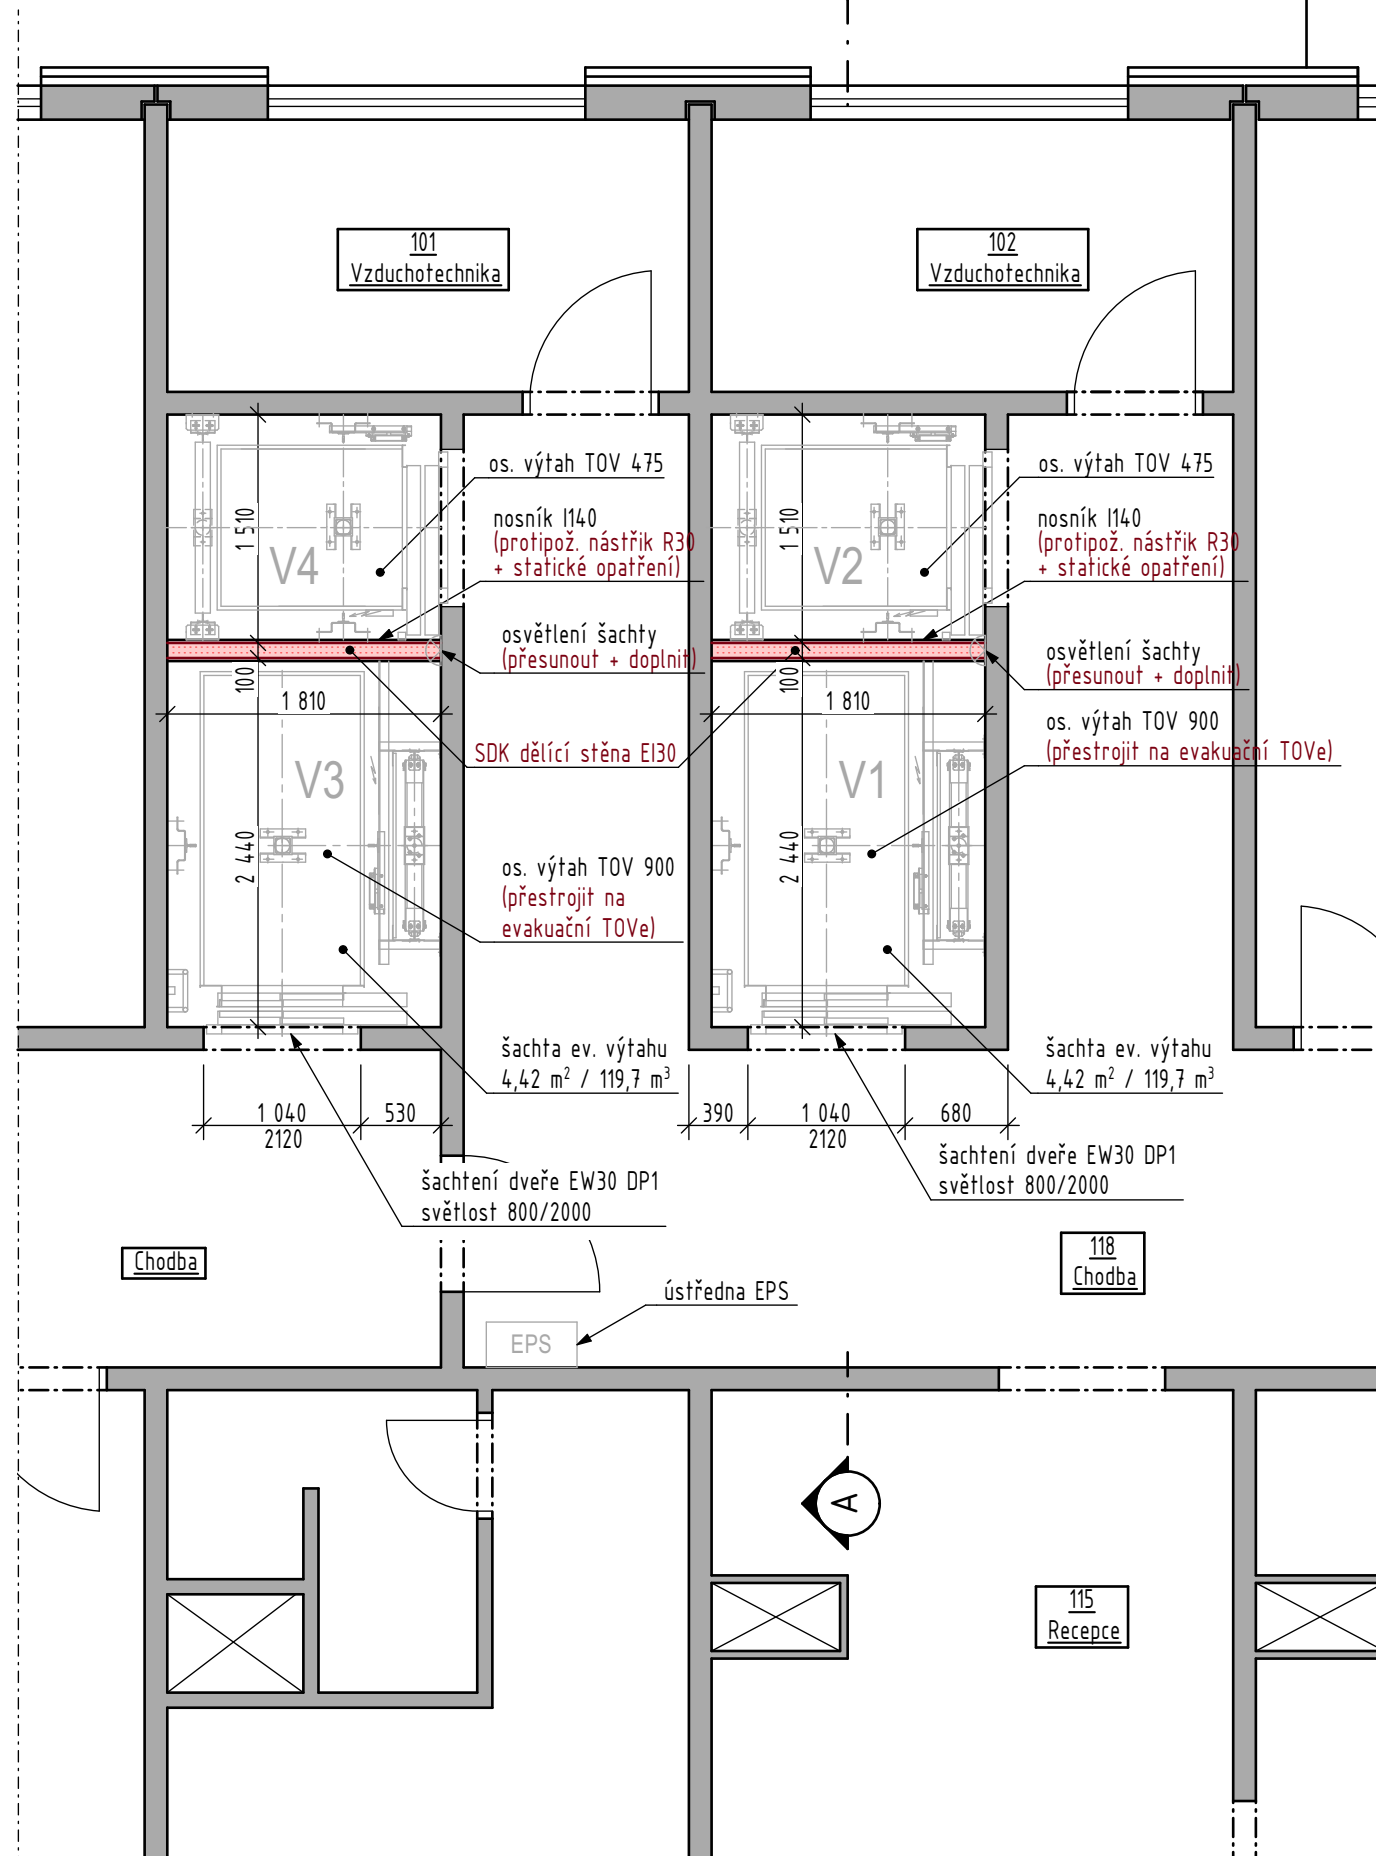 101
Vzduchotechnika
102
Vzduchotechnika
os. výtah TOV 475
nosník I140
(protipož. nástřik R30
+ statické opatření)
osvětlení šachty
(přesunout + doplnit)
SDK dělící stěna EI30
os. výtah TOV 900
(přestrojit na
evakuační TOVe)
šachta ev. výtahu
4,42 m² / 119,7 m³
os. výtah TOV 475
nosník I140
(protipož. nástřik R30
+ statické opatření)
osvětlení šachty
(přesunout + doplnit)
os. výtah TOV 900
(přestrojit na evakuační TOVe)
šachta ev. výtahu
4,42 m² / 119,7 m³
V4
V2
V3
V1
1 510
100
1 810
2 440
1 510
100
1 810
2 440
1 040
2120
530
390
1 040
2120
680
šachtení dveře EW30 DP1
světlost 800/2000
šachtení dveře EW30 DP1
světlost 800/2000
Chodba
118
Chodba
ústředna EPS
EPS
A
115
Recepce